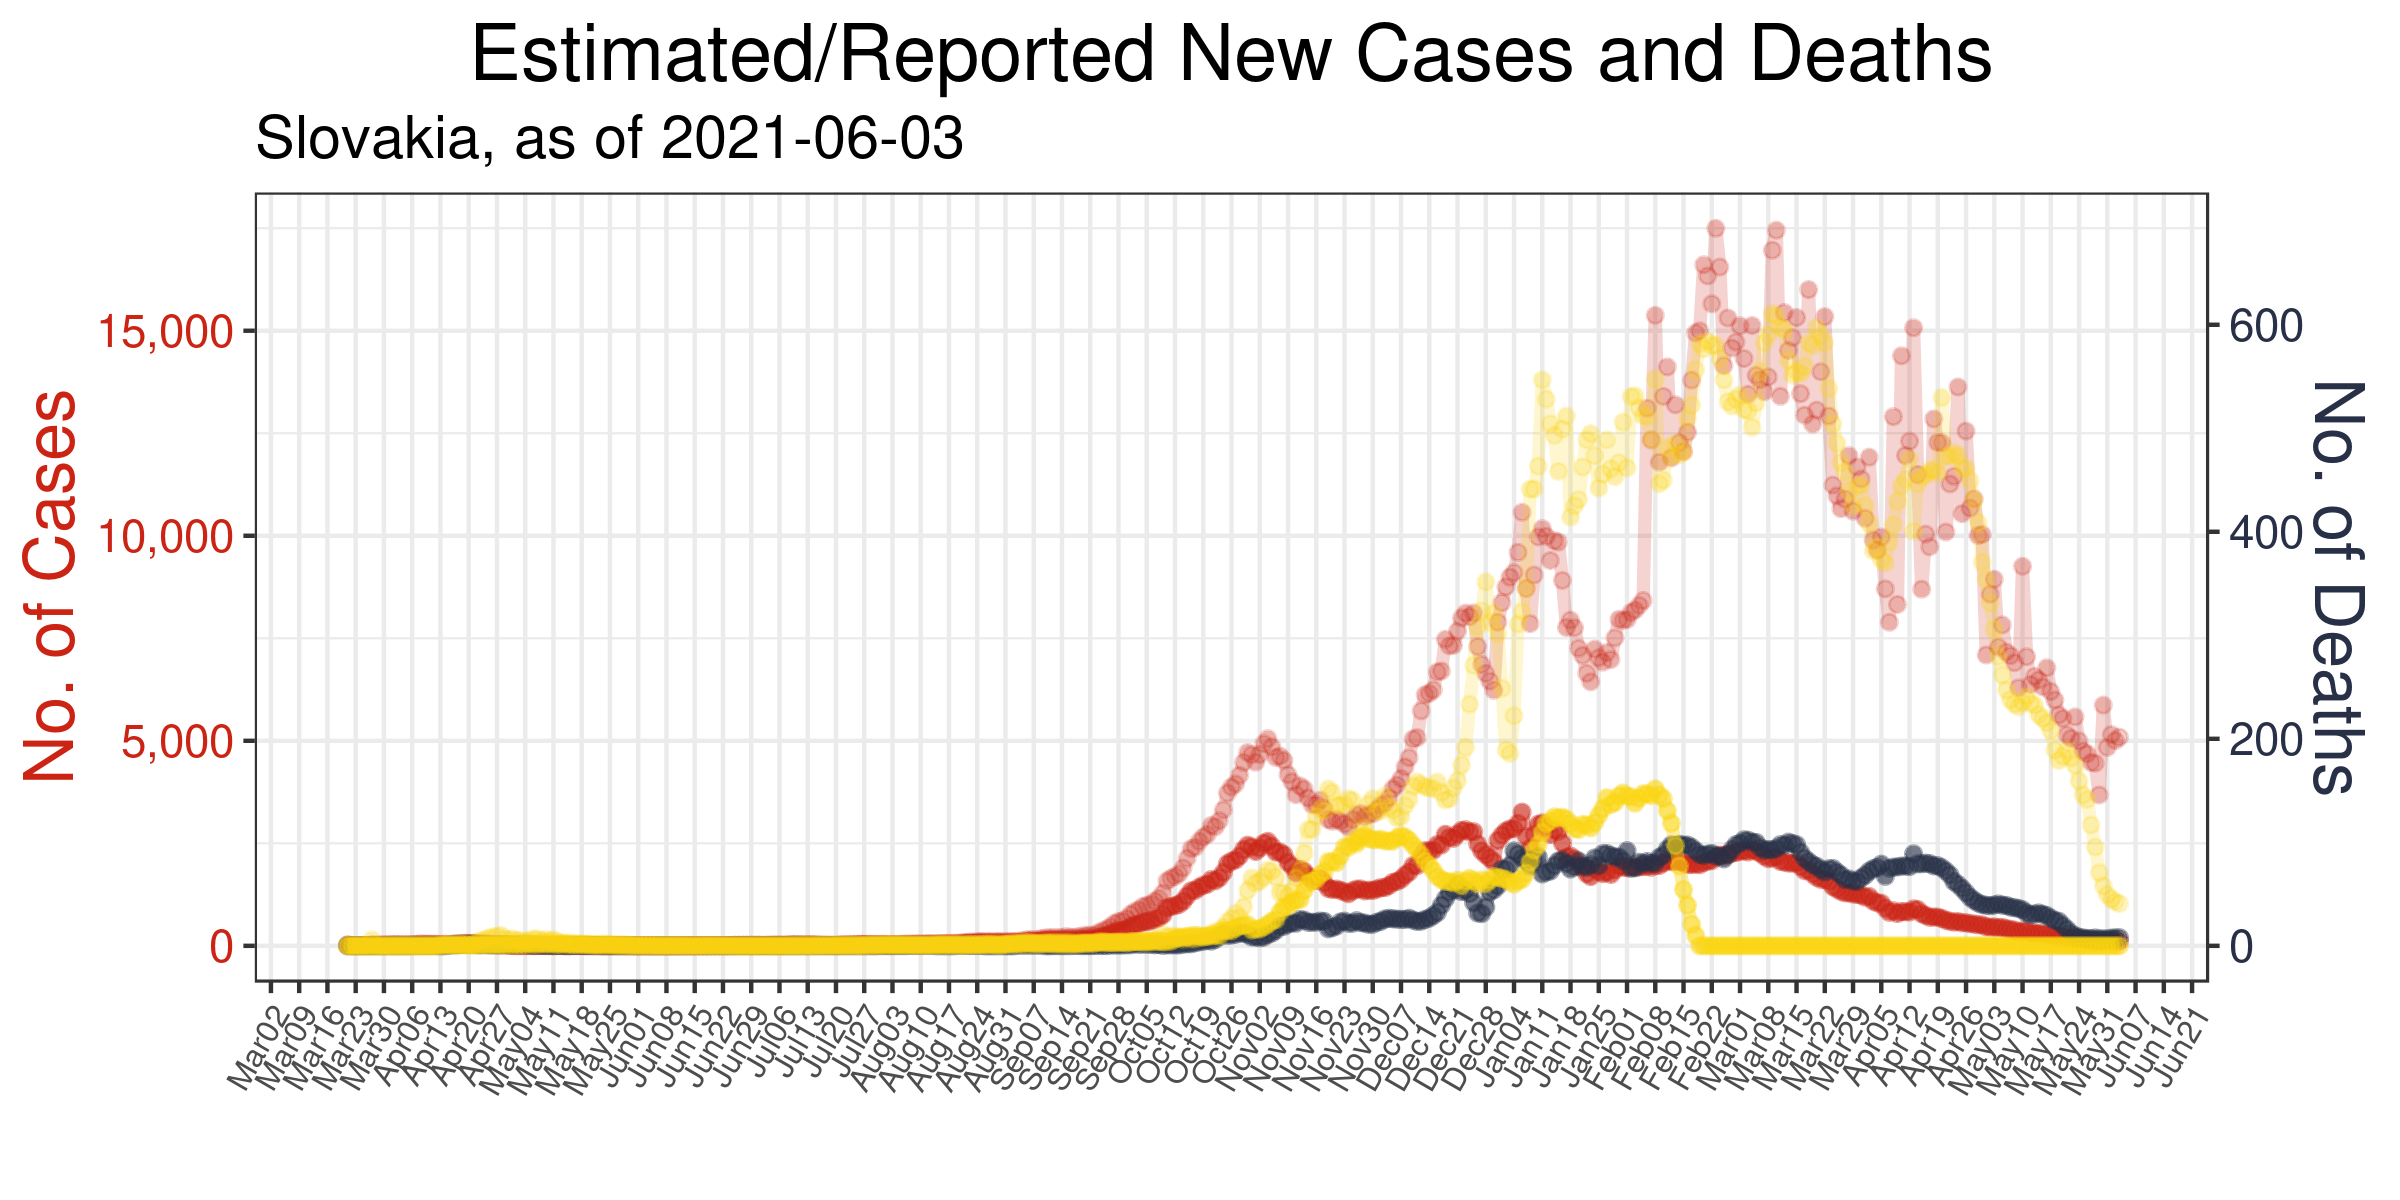 Estimated/Reported New Cases and Deaths
Slovakia, as of 2021-06-03
No. of Cases
15,000
10,000
5,000
0
600
400
200
0
No. of Deaths
Mar02
Mar09
Mar16
Mar23
Mar30
Apr06
Apr13
Apr20
Apr27
May04
May11
May18
May25
Jun01
Jun08
Jun15
Jun22
Jun29
Jul06
Jul13
Jul20
Jul27
Aug03
Aug10
Aug17
Aug24
Aug31
Sep07
Sep14
Sep21
Sep28
Oct05
Oct12
Oct19
Oct26
Nov02
Nov09
Nov16
Nov23
Nov30
Dec07
Dec14
Dec21
Dec28
Jan04
Jan11
Jan18
Jan25
Feb01
Feb08
Feb15
Feb22
Mar01
Mar08
Mar15
Mar22
Mar29
Apr05
Apr12
Apr19
Apr26
May03
May10
May17
May24
May31
Jun07
Jun14
Jun21